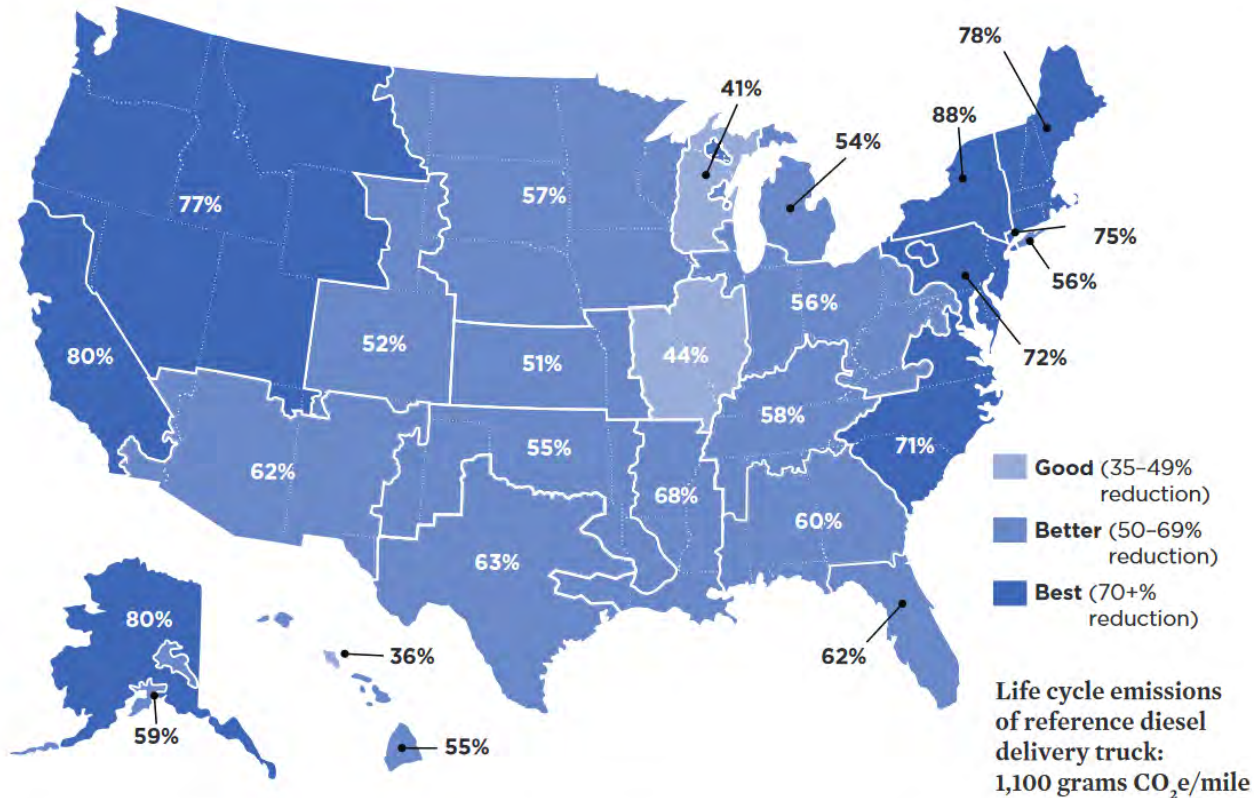 78%
41%
88%
54%
77%
57%
75%
56%
56%
80%
52%
51%
44%
72%
58%
55%
71%
62%
68%
60%
63%
Good (35–49%
reduction)
Better (50–69%
reduction)
Best (70+%
reduction)
80%
36%
62%
59%
55%
Life cycle emissions
of reference diesel
delivery truck:
1,100 grams CO₂e/mile